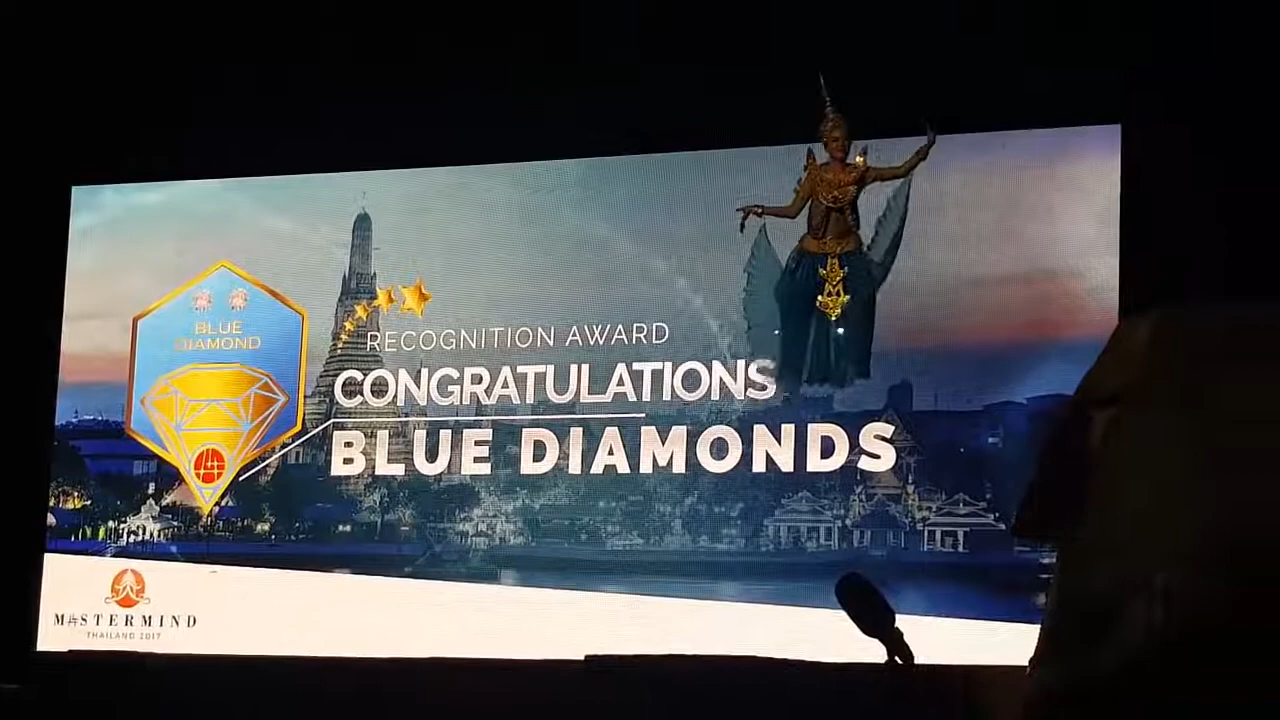 BLUE
DIAMOND
RECOGNITION AWARD
CONGRATULATIONS
BLUE DIAMONDS
MASTERMIND
THAILAND 2017